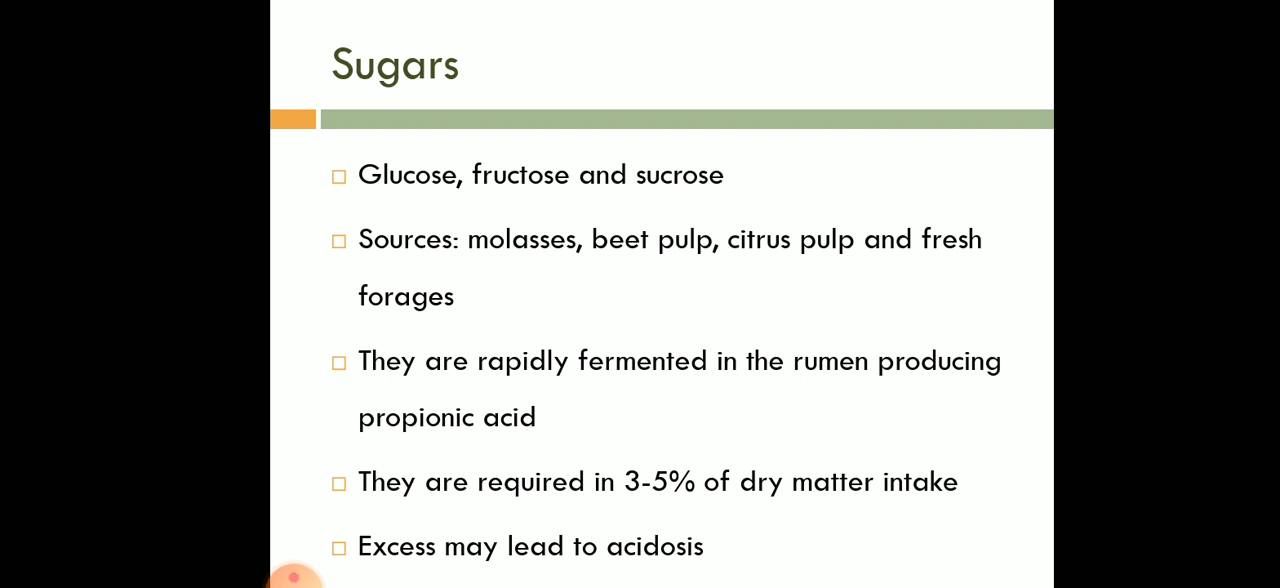 Sugars
Glucose, fructose and sucrose
Sources: molasses, beet pulp, citrus pulp and fresh
forages
They are rapidly fermented in the rumen producing
propionic acid
They are required in 3-5% of dry matter intake
Excess may lead to acidosis